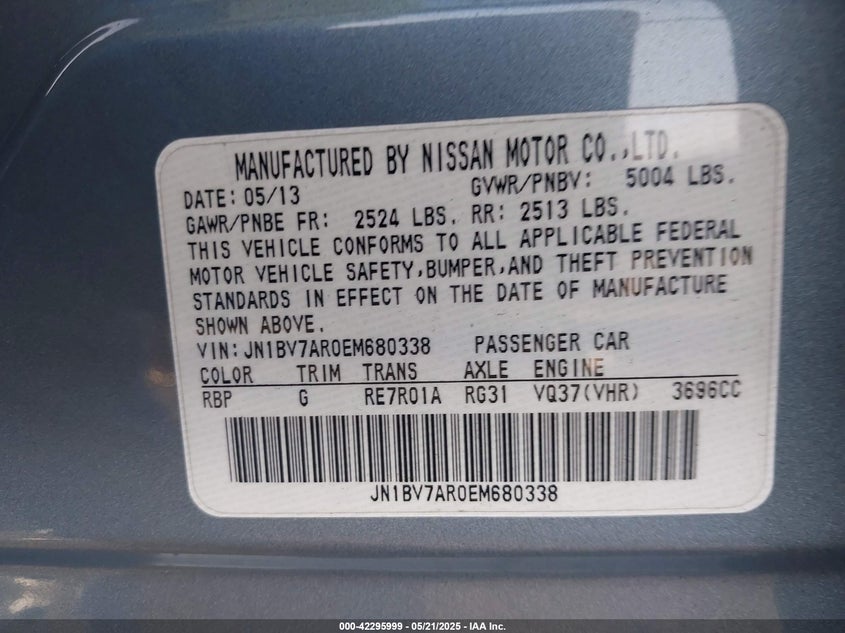 MANUFACTURED BY NISSAN MOTOR CO.,LTD.
DATE: 05/13 GVWR/PNBV: 5004 LBS.
GAWR/PNBE FR: 2524 LBS. RR: 2513 LBS.
THIS VEHICLE CONFORMS TO ALL APPLICABLE FEDERAL
MOTOR VEHICLE SAFETY,BUMPER,AND THEFT PREVENTION
STANDARDS IN EFFECT ON THE DATE OF MANUFACTURE
SHOWN ABOVE.
VIN: JN1BV7AR0EM680338 PASSENGER CAR
COLOR TRIM TRANS AXLE ENGINE
RBP G RE7R01A RG31 VQ37(VHR) 3696CC
JN1BV7AR0EM680338
000-42295999 — 05/21/2025 — IAA Inc.